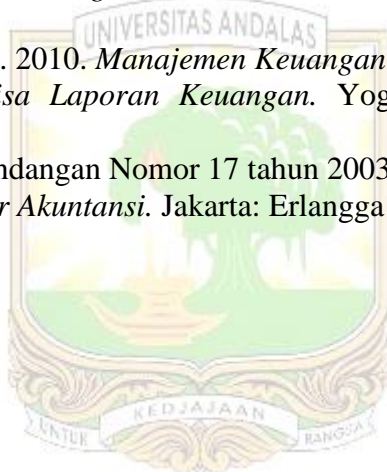 UNIVERSITAS ANDALAS
. 2010. Manajemen Keuangan
isa Laporan Keuangan. Yog
ndangan Nomor 17 tahun 2003
r Akuntansi. Jakarta: Erlangga
KEDJAJAAN
UNTUK BANGSA